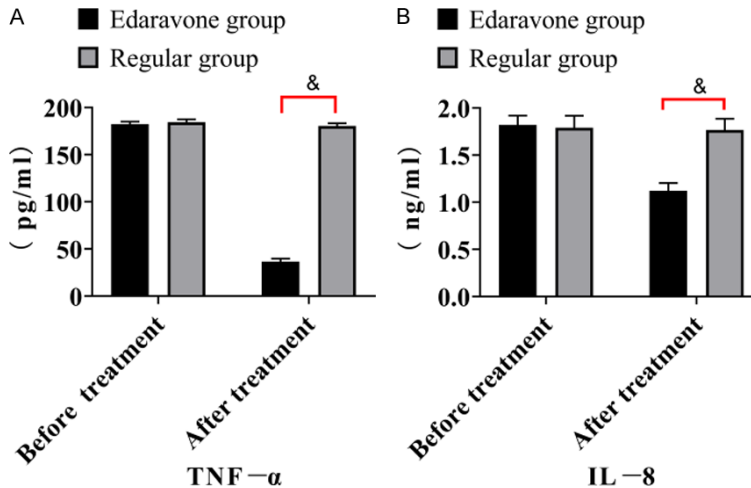 A
Edaravone group
Regular group
&
200
150
100
50
0
( pg/ml)
Before treatment
After treatment
TNF－α
B
Edaravone group
Regular group
&
2.0
1.5
1.0
0.5
0.0
( ng/ml)
Before treatment
After treatment
IL－8